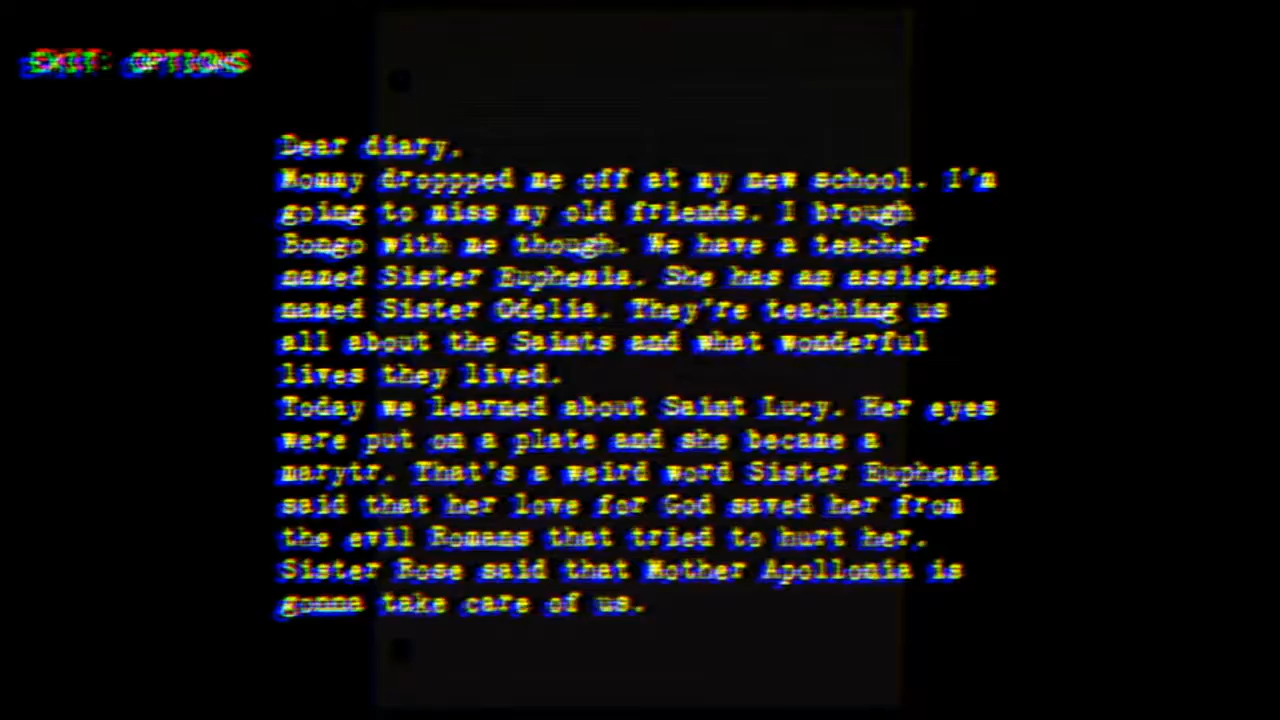 EXIT: OPTIONS
Dear diary,
Mommy droppped me off at my new school. I'm
going to miss my old friends. I brough
Bongo with me though. We have a teacher
named Sister Euphemia. She has an assistant
named Sister Odelia. They're teaching us
all about the Saints and what wonderful
lives they lived.
Today we learned about Saint Lucy. Her eyes
were put on a plate and she became a
marytr. That's a weird word Sister Euphemia
said that her love for God saved her from
the evil Romans that tried to hurt her.
Sister Rose said that Mother Apollonia is
gonna take care of us.